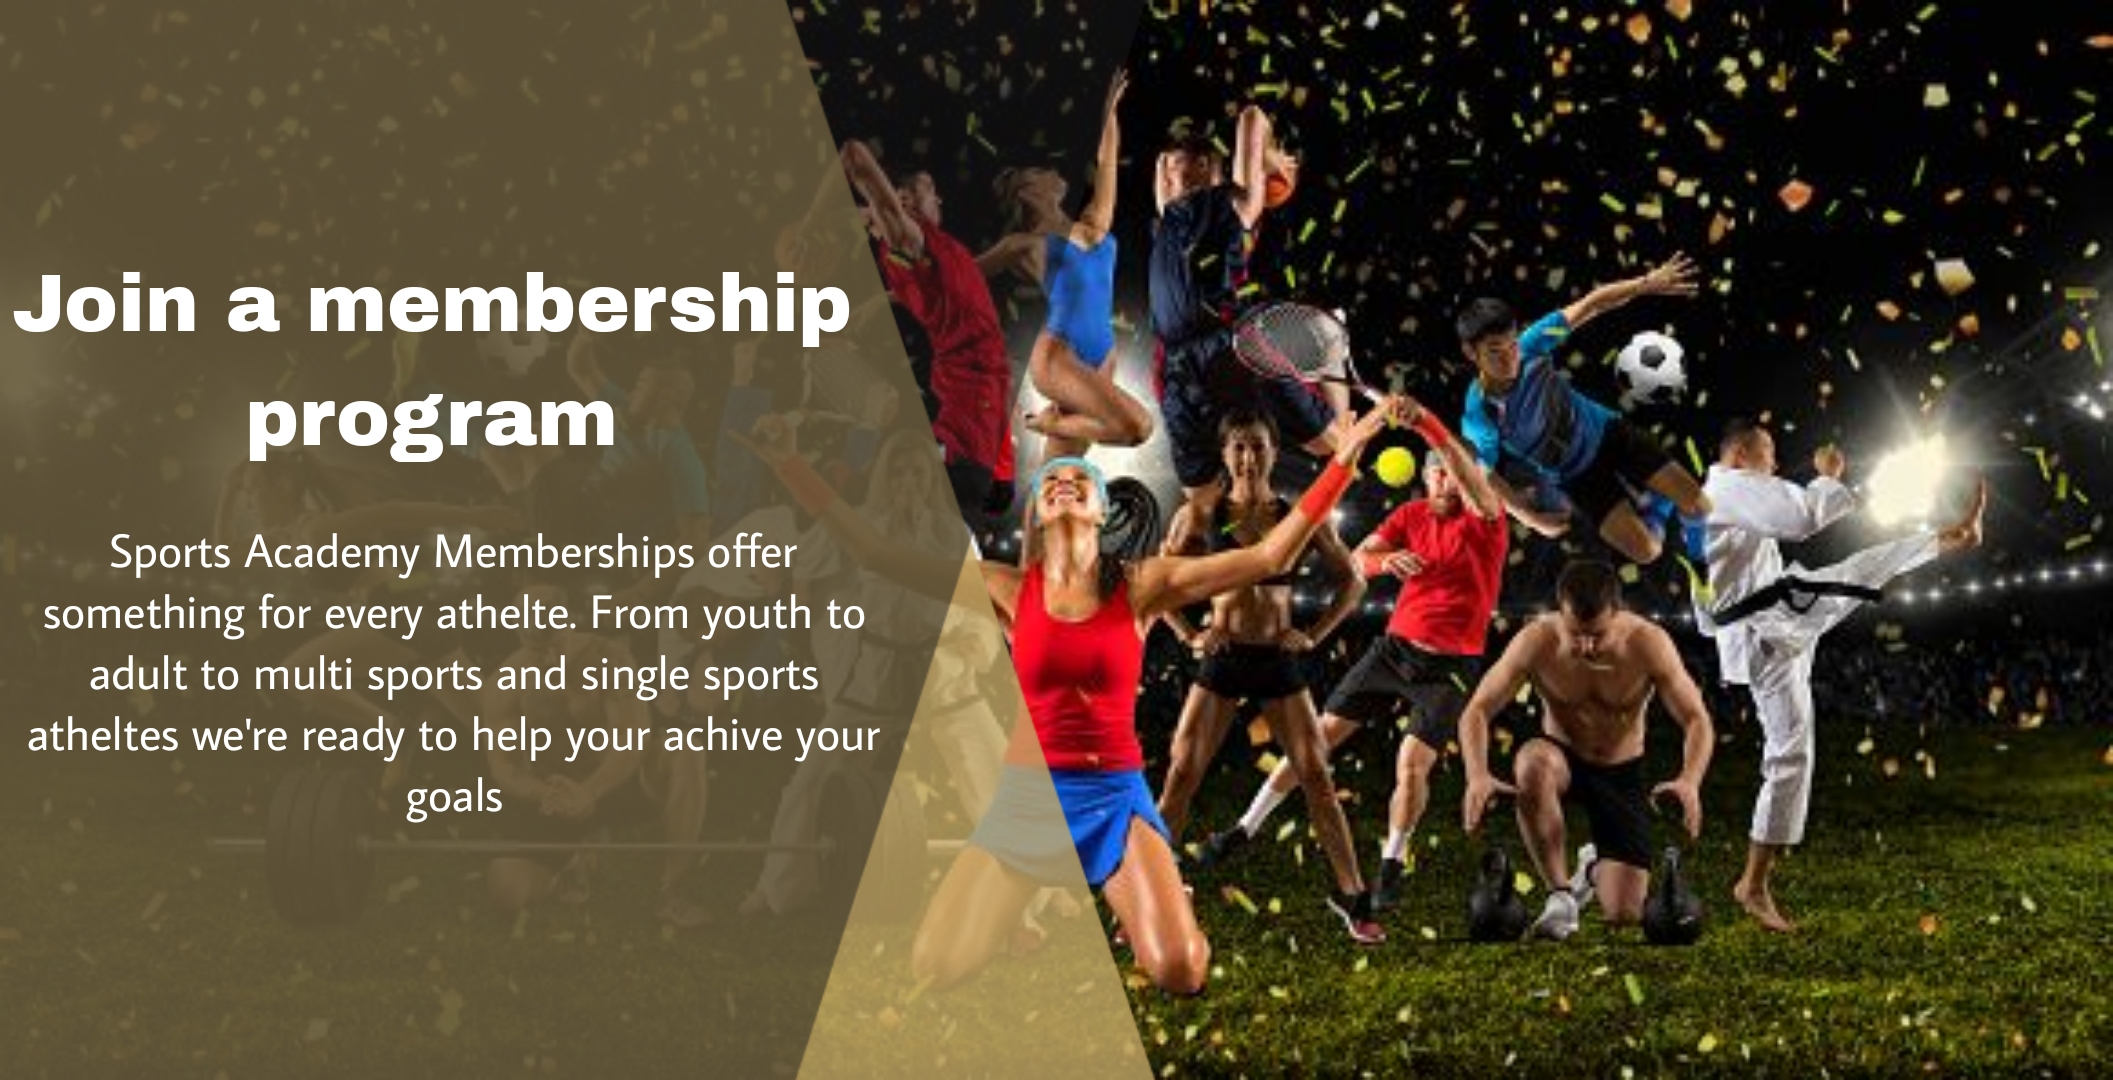 Join a membership
program
Sports Academy Memberships offer
something for every athelte. From youth to
adult to multi sports and single sports
atheltes we're ready to help your achive your
goals